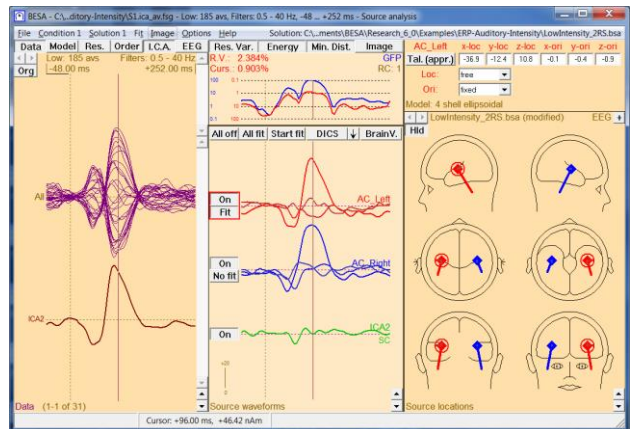 BESA - C:\...ditory-Intensity\S1.ica_av.fsg - Low: 185 avs, Filters: 0.5 - 40 Hz, -48 ... +252 ms - Source analysis
File Condition 1 Solution 1 Fit Image Options Help Solution: C:\...ments\BESA\Research_6_0\Examples\ERP-Auditory-Intensity\LowIntensity_2RS.bsa
Data Model Res. Order I.C.A. EEG Res. Var. Energy Min. Dist. Image AC_Left x-loc y-loc z-loc x-ori y-ori z-ori
Org Low: 185 avs Filters: 0.5 - 40 Hz
-48.00 ms +252.00 ms
R.V.: 2.384% GFP
Curs.: 0.903% RC: 1
Tal. (appr.) -36.9 -12.4 10.8 -0.1 -0.4 -0.9
Loc: free
Ori: fixed
Model: 4 shell ellipsoidal
LowIntensity_2RS.bsa (modified) EEG
Hld
All off All fit Start fit DICS BrainV.
All
On
Fit
AC_Left
On
No fit
AC_Right
ICA2
On
ICA2
SC
Data (1-1 of 31) Source waveforms Source locations
Cursor: +96.00 ms, +46.42 nAm